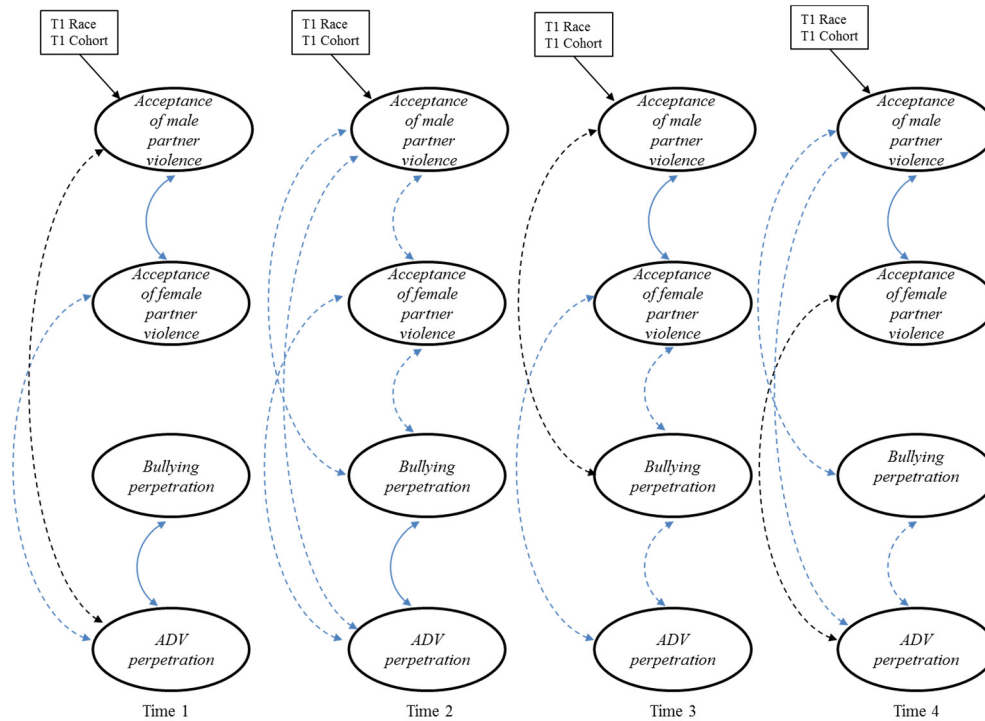 T1 Race
T1 Cohort
T1 Race
T1 Cohort
T1 Race
T1 Cohort
T1 Race
T1 Cohort
Acceptance
of male
partner
violence
Acceptance
of male
partner
violence
Acceptance
of male
partner
violence
Acceptance
of male
partner
violence
Acceptance
of female
partner
violence
Acceptance
of female
partner
violence
Acceptance
of female
partner
violence
Acceptance
of female
partner
violence
Bullying
perpetration
Bullying
perpetration
Bullying
perpetration
Bullying
perpetration
ADV
perpetration
ADV
perpetration
ADV
perpetration
ADV
perpetration
Time 1
Time 2
Time 3
Time 4